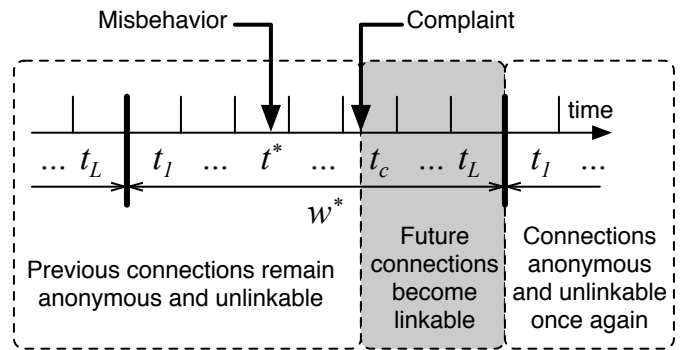 Misbehavior Complaint
time
... t_L t_1 ... t* ... t_c ... t_L t_1 ...
w*
Previous connections remain
anonymous and unlinkable
Future
connections
become
linkable
Connections
anonymous
and unlinkable
once again